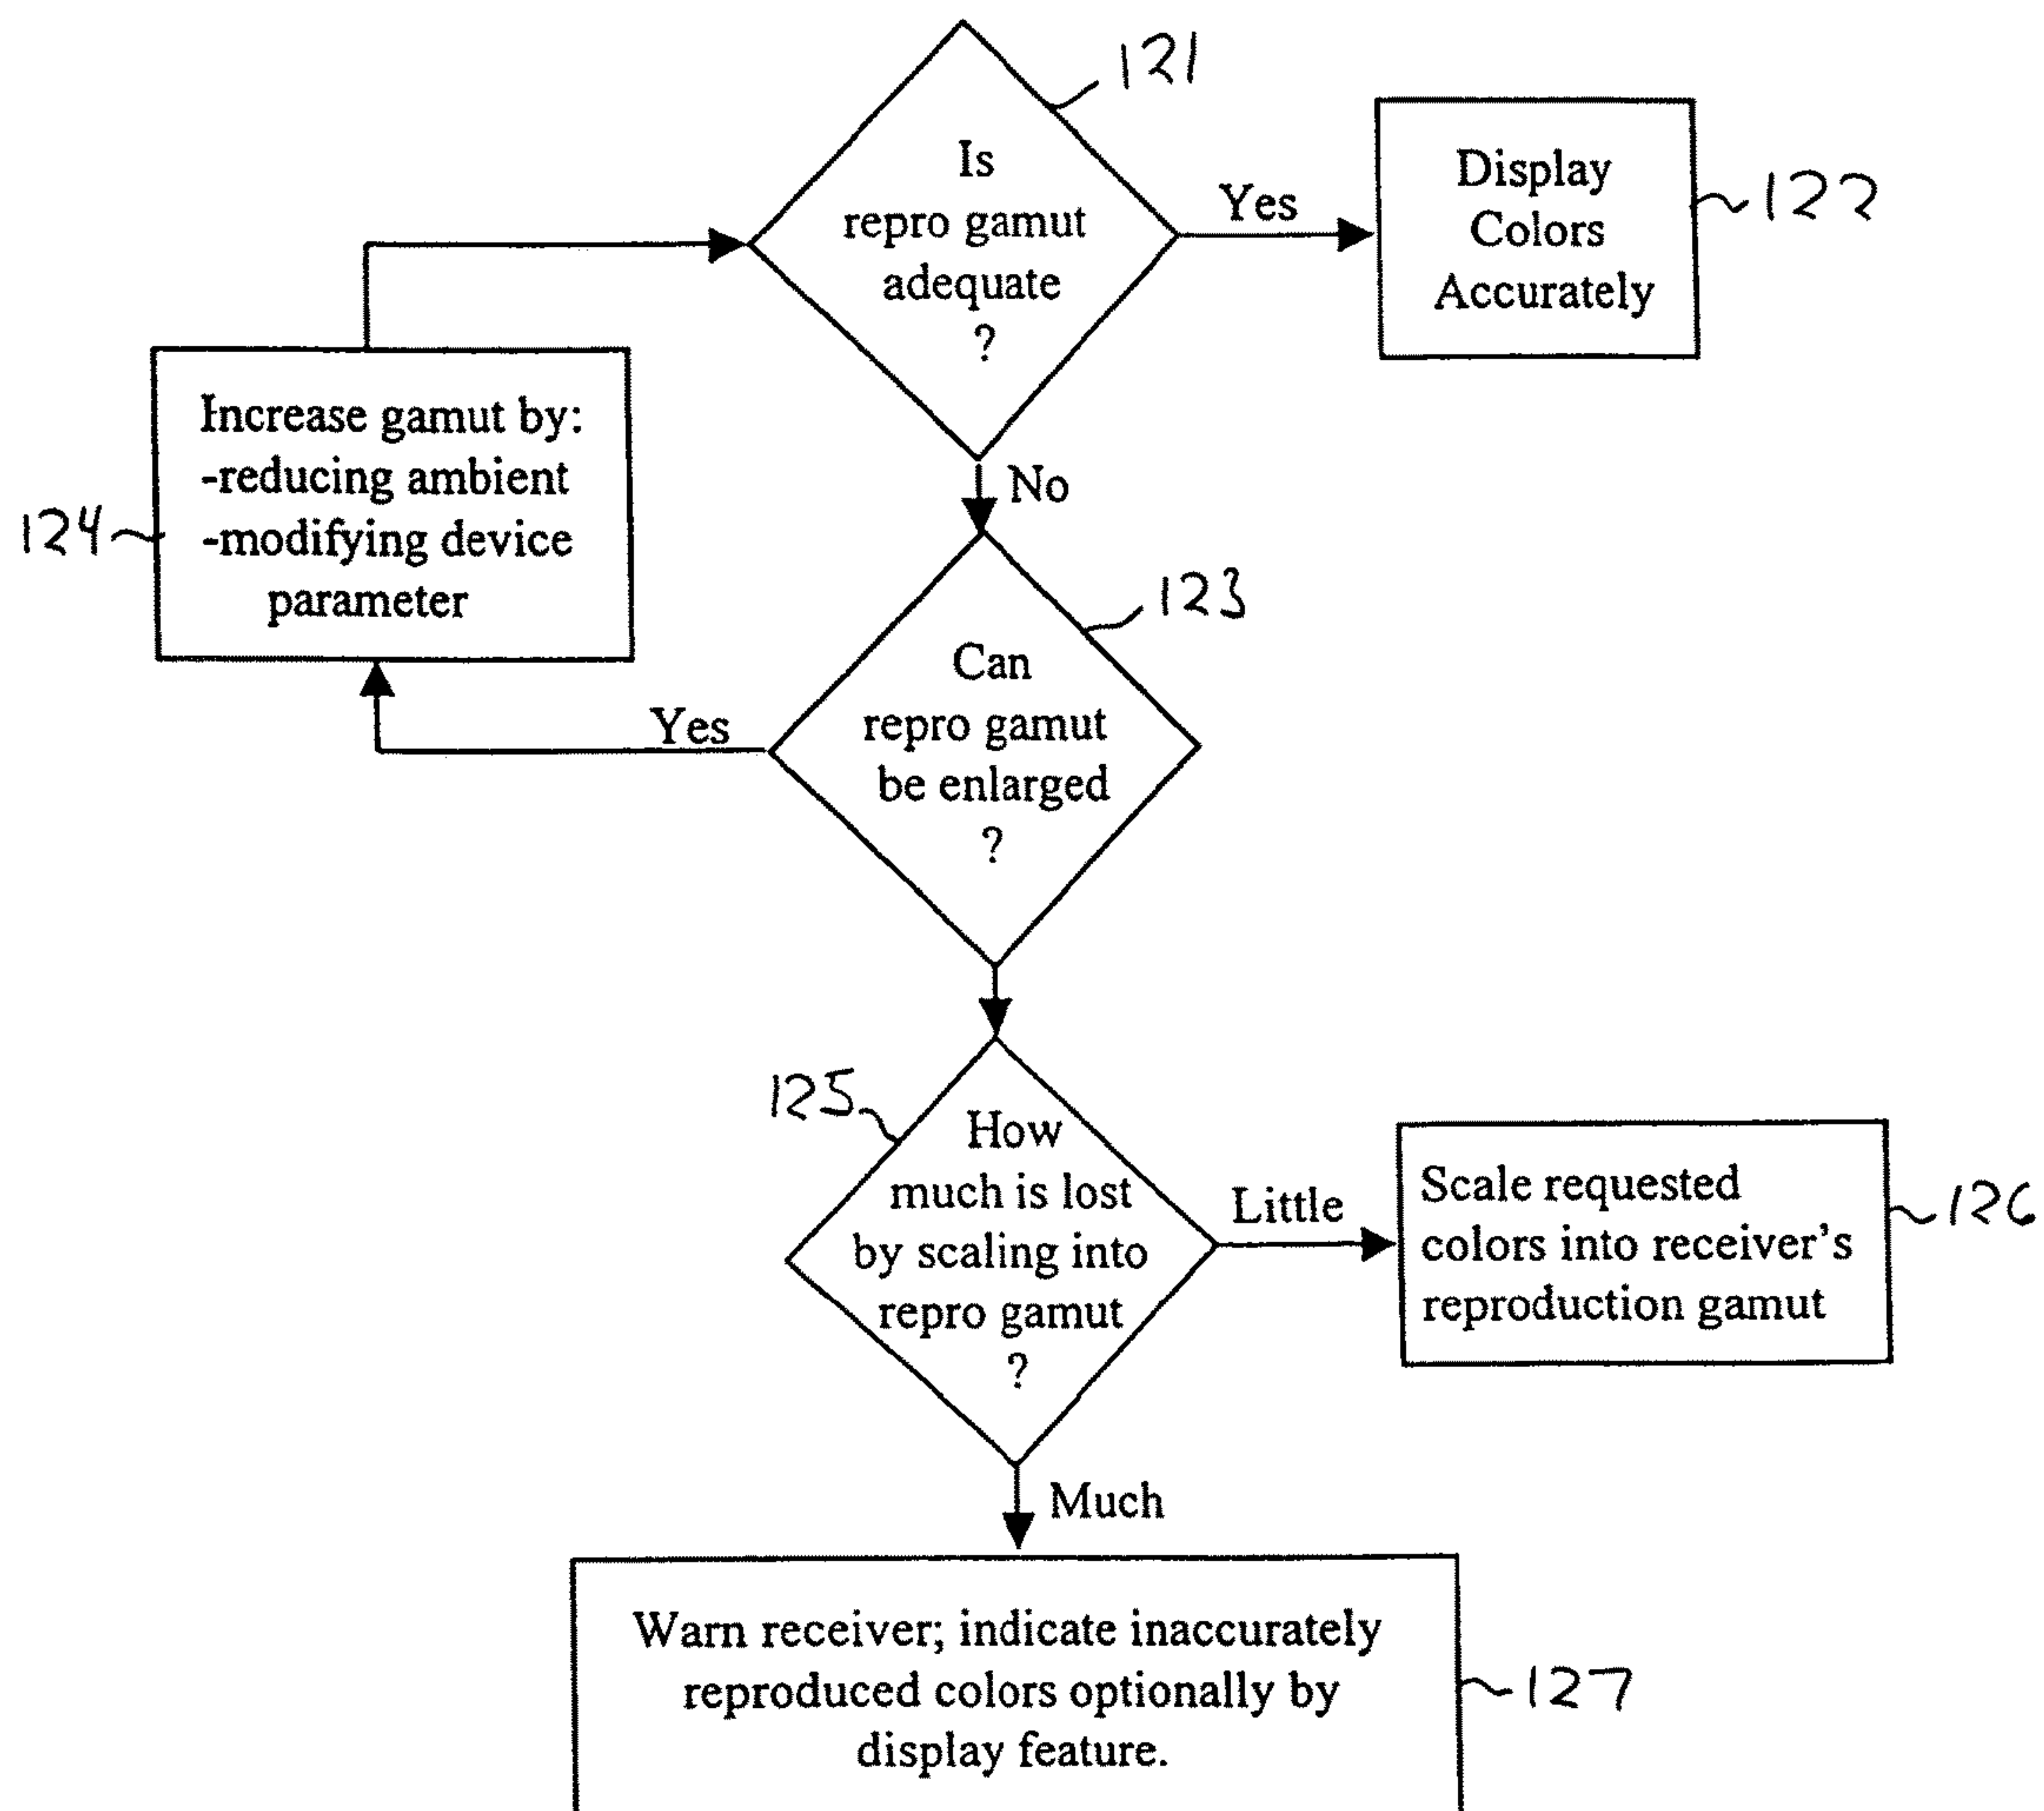 121
Is
repro gamut
adequate
?
Yes
Display
Colors
Accurately
122
No
Increase gamut by:
-reducing ambient
-modifying device
parameter
124
123
Can
repro gamut
be enlarged
?
Yes
125
How
much is lost
by scaling into
repro gamut
?
Little
Scale requested
colors into receiver's
reproduction gamut
126
Much
Warn receiver; indicate inaccurately
reproduced colors optionally by
display feature.
127